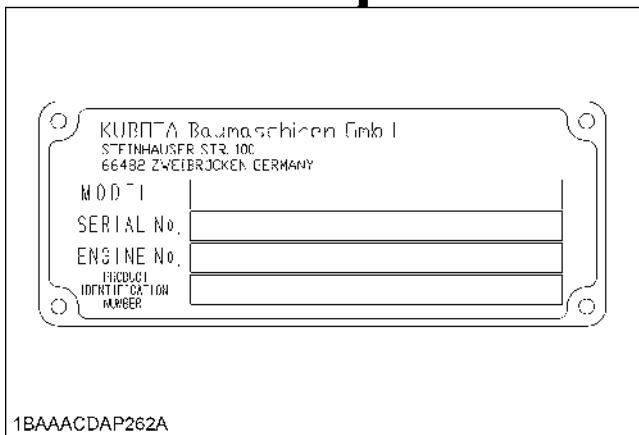 KUBOTA Baumaschinen GmbH
STEINHAUSER STR. 100
66482 ZWEIBRÜCKEN GERMANY
MODEL
SERIAL No.
ENGINE No.
PRODUCT
IDENTIFICATION
NUMBER
1BAAACDAP262A